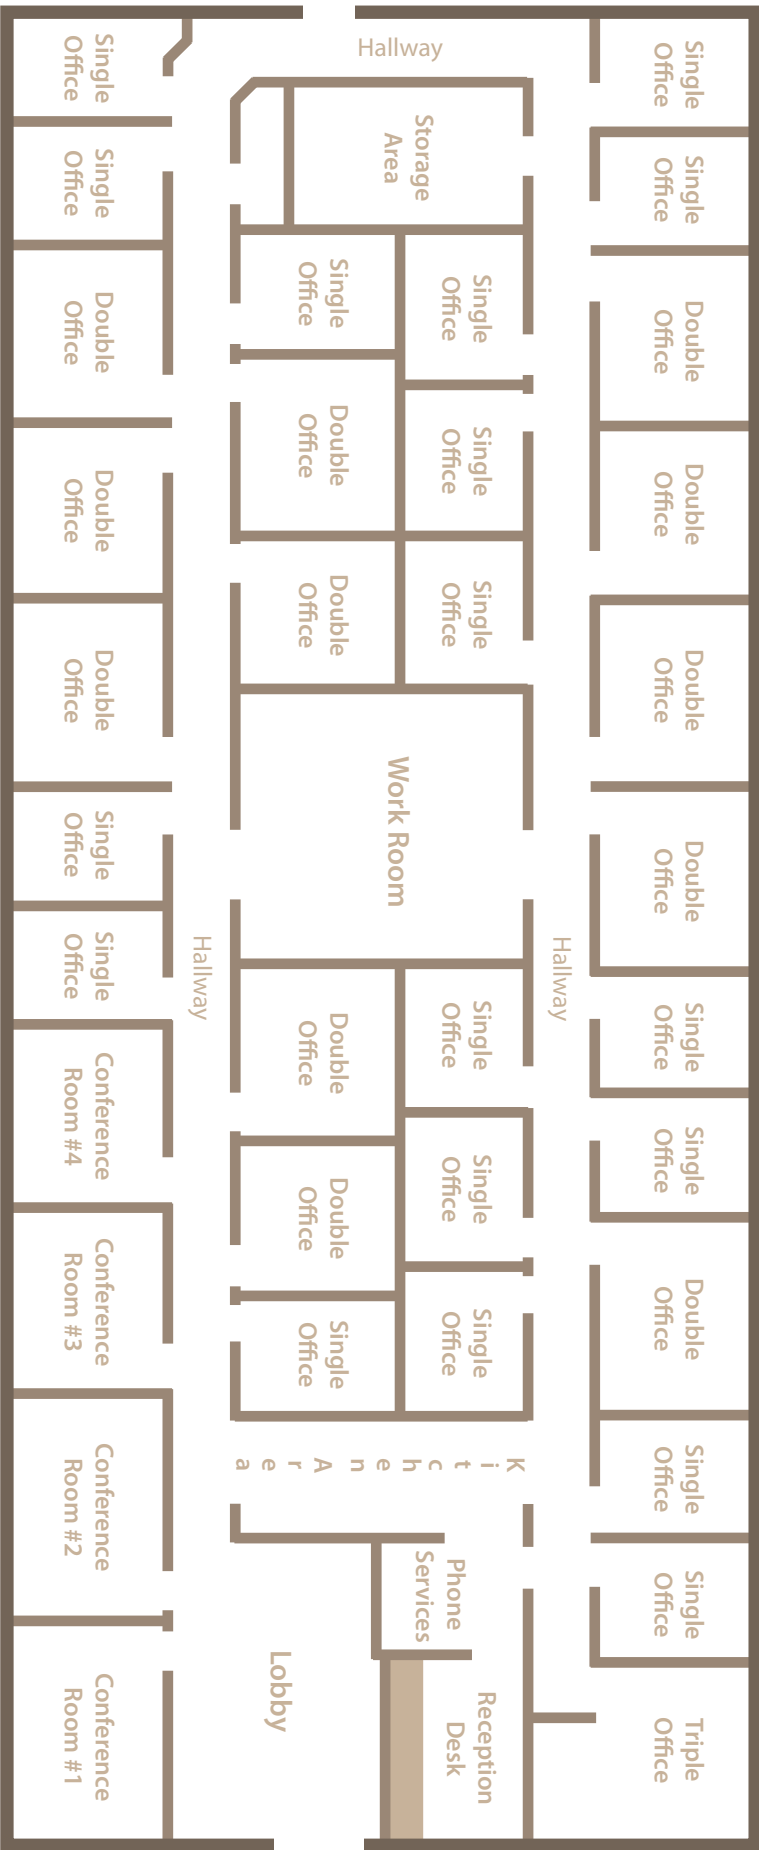 Hallway
Single
Office
Single
Office
Double
Office
Double
Office
Double
Office
Single
Office
Single
Office
Conference
Room #4
Conference
Room #3
Conference
Room #2
Conference
Room #1
Hallway
Storage
Area
Single
Office
Double
Office
Double
Office
Single
Office
Single
Office
Single
Office
Work Room
Double
Office
Double
Office
Single
Office
Single
Office
Single
Office
Single
Office
Kitchen Area
Phone
Services
Lobby
Reception
Desk
Hallway
Single
Office
Single
Office
Double
Office
Double
Office
Double
Office
Double
Office
Single
Office
Single
Office
Double
Office
Single
Office
Single
Office
Triple
Office